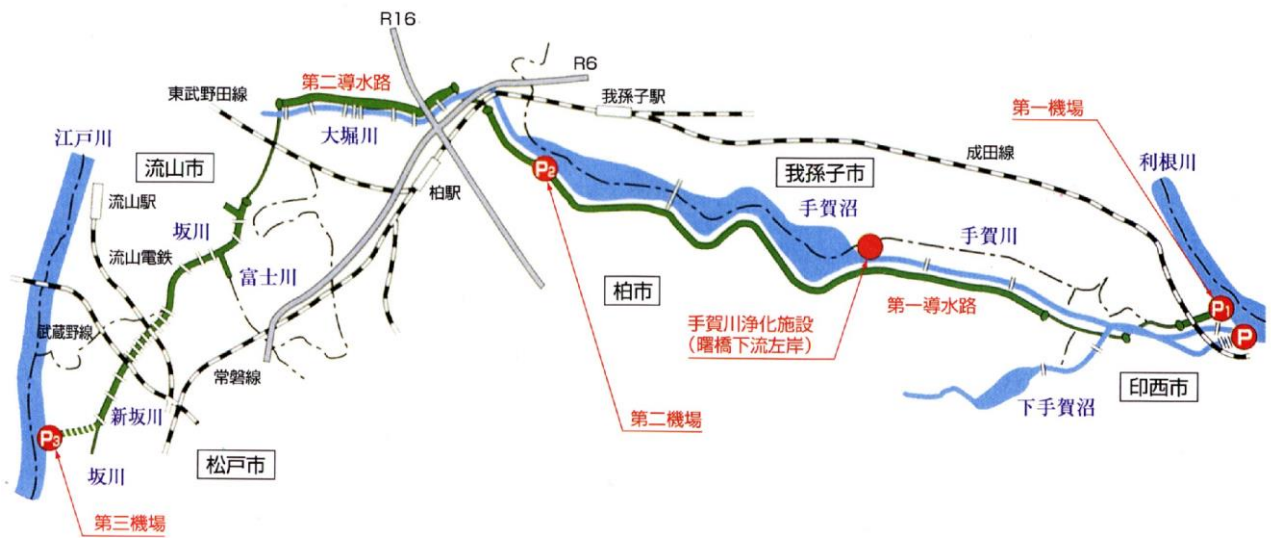 R16
R6
第二導水路
東武野田線
我孫子駅
第一機場
大堀川
江戸川
成田線
利根川
流山市
P2
我孫子市
柏駅
流山駅
手賀沼
手賀川
坂川
流山電鉄
富士川
柏市
第一導水路
P1
手賀川浄化施設
(曙橋下流左岸)
武蔵野線
P
常磐線
印西市
下手賀沼
新坂川
第二機場
P3
松戸市
坂川
第三機場